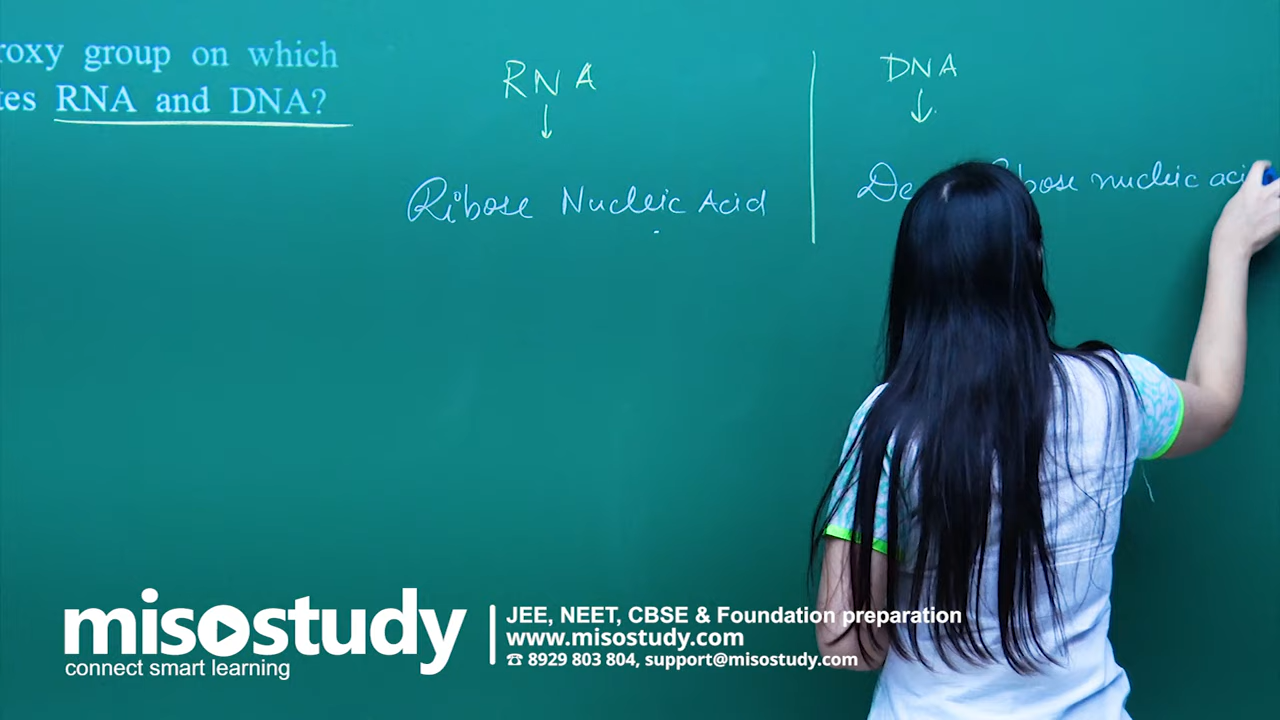 roxy group on which
tes RNA and DNA?
RNA
Ribose Nucleic Acid
DNA
De bose nucleic aci
misostudy
connect smart learning
JEE, NEET, CBSE & Foundation preparation
www.misostudy.com
☎ 8929 803 804, support@misostudy.com